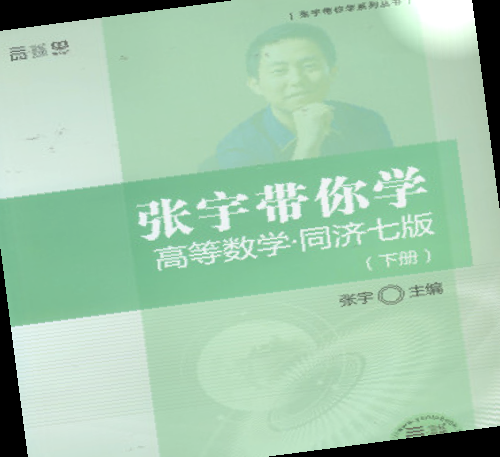 张宇带你学系列丛书
张宇带你学
高等数学·同济七版
（下册）
张宇 主编